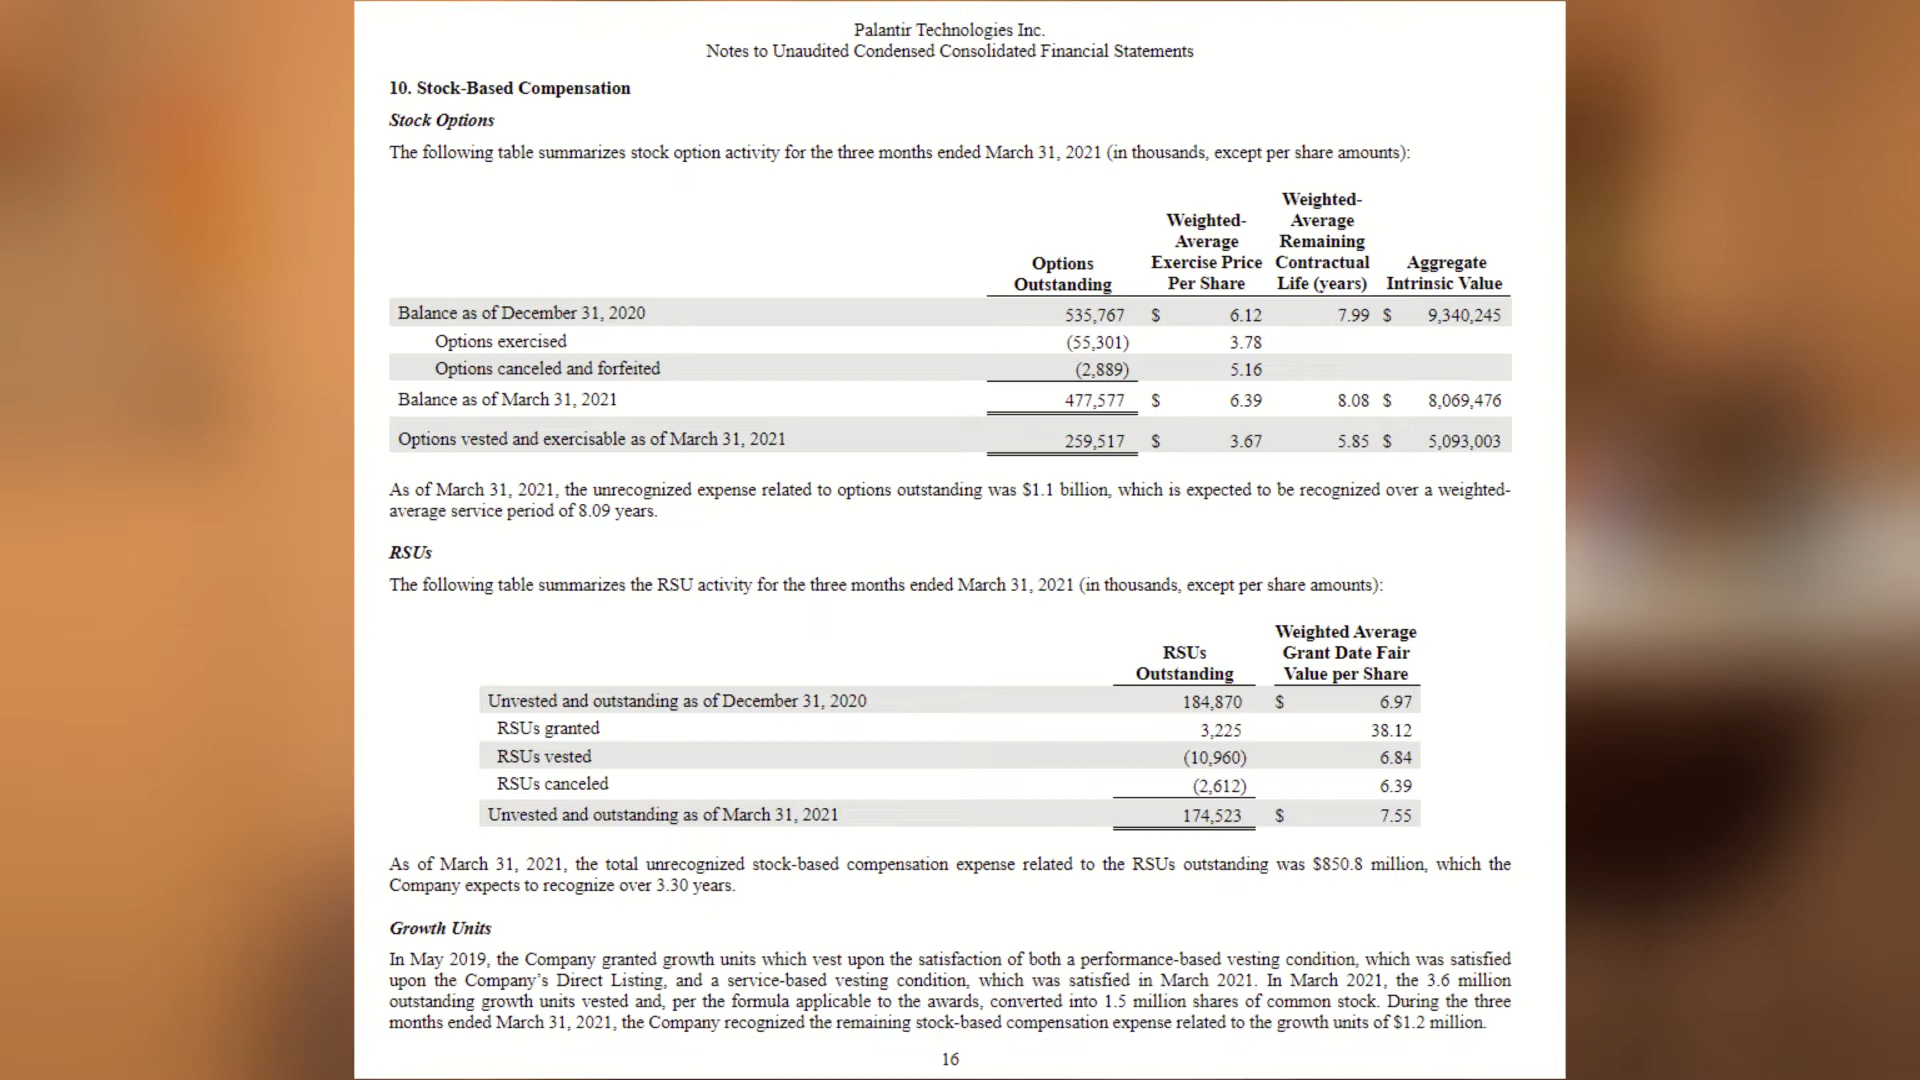 Palantir Technologies Inc.
Notes to Unaudited Condensed Consolidated Financial Statements
10. Stock-Based Compensation
Stock Options
The following table summarizes stock option activity for the three months ended March 31, 2021 (in thousands, except per share amounts):
Options Outstanding Weighted-Average Exercise Price Per Share Weighted-Average Remaining Contractual Life (years) Aggregate Intrinsic Value
Balance as of December 31, 2020 535,767 $ 6.12 7.99 $ 9,340,245
Options exercised (55,301) 3.78
Options canceled and forfeited (2,889) 5.16
Balance as of March 31, 2021 477,577 $ 6.39 8.08 $ 8,069,476
Options vested and exercisable as of March 31, 2021 259,517 $ 3.67 5.85 $ 5,093,003
As of March 31, 2021, the unrecognized expense related to options outstanding was $1.1 billion, which is expected to be recognized over a weighted-
average service period of 8.09 years.
RSUs
The following table summarizes the RSU activity for the three months ended March 31, 2021 (in thousands, except per share amounts):
RSUs Outstanding Weighted Average Grant Date Fair Value per Share
Unvested and outstanding as of December 31, 2020 184,870 $ 6.97
RSUs granted 3,225 38.12
RSUs vested (10,960) 6.84
RSUs canceled (2,612) 6.39
Unvested and outstanding as of March 31, 2021 174,523 $ 7.55
As of March 31, 2021, the total unrecognized stock-based compensation expense related to the RSUs outstanding was $850.8 million, which the
Company expects to recognize over 3.30 years.
Growth Units
In May 2019, the Company granted growth units which vest upon the satisfaction of both a performance-based vesting condition, which was satisfied
upon the Company's Direct Listing, and a service-based vesting condition, which was satisfied in March 2021. In March 2021, the 3.6 million
outstanding growth units vested and, per the formula applicable to the awards, converted into 1.5 million shares of common stock. During the three
months ended March 31, 2021, the Company recognized the remaining stock-based compensation expense related to the growth units of $1.2 million.
16